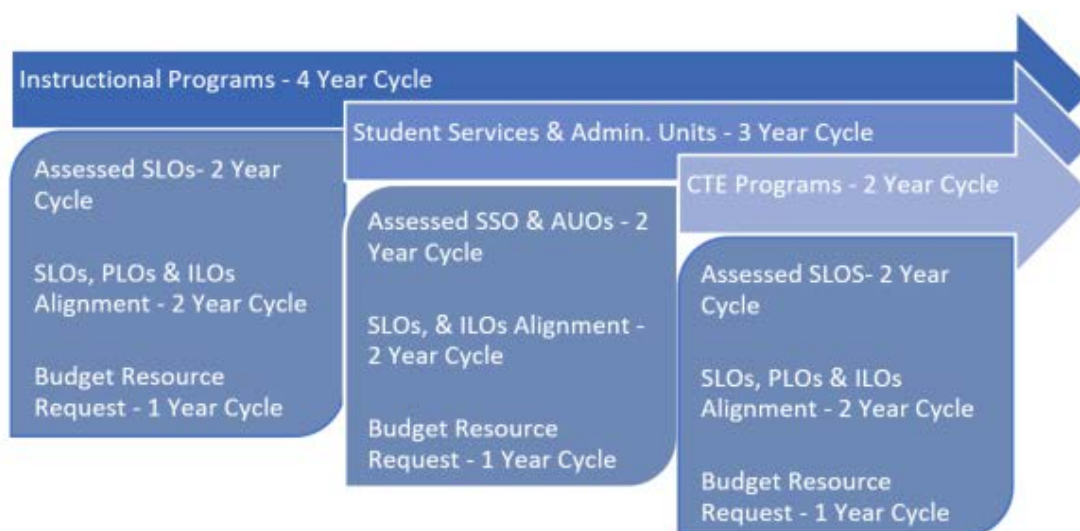 Instructional Programs - 4 Year Cycle
Assessed SLOs- 2 Year
Cycle
SLOs, PLOs & ILOs
Alignment - 2 Year Cycle
Budget Resource
Request - 1 Year Cycle
Student Services & Admin. Units - 3 Year Cycle
Assessed SSO & AUOs - 2
Year Cycle
SLOs, & ILOs Alignment -
2 Year Cycle
Budget Resource
Request - 1 Year Cycle
CTE Programs - 2 Year Cycle
Assessed SLOS- 2 Year
Cycle
SLOs, PLOs & ILOs
Alignment - 2 Year Cycle
Budget Resource
Request - 1 Year Cycle